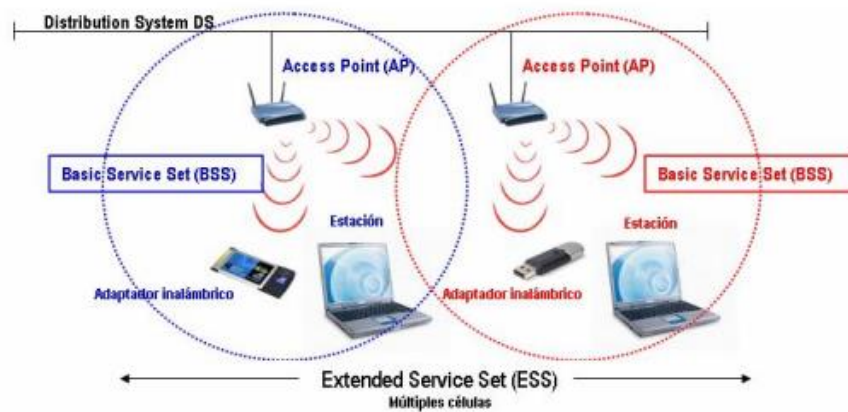 Distribution System DS
Access Point (AP)
Access Point (AP)
Basic Service Set (BSS)
Basic Service Set (BSS)
Estación
Estación
Adaptador inalámbrico
Adaptador inalámbrico
Extended Service Set (ESS)
Múltiples células